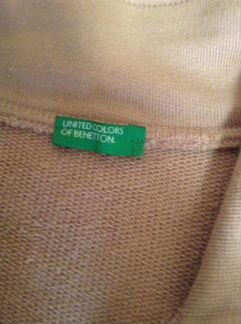 UNITED COLORS
OF BENETTON.